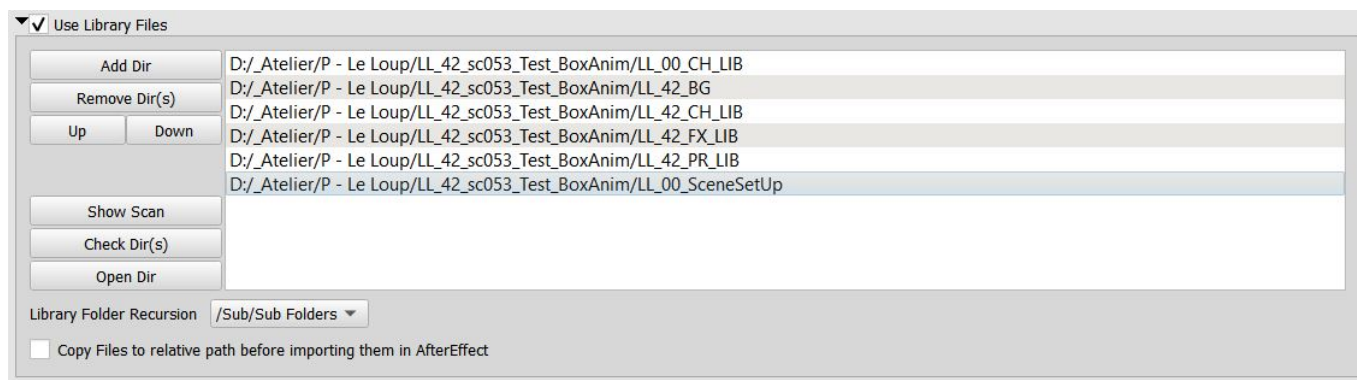 Use Library Files
Add Dir
Remove Dir(s)
Up Down
Show Scan
Check Dir(s)
Open Dir
D:/_Atelier/P - Le Loup/LL_42_sc053_Test_BoxAnim/LL_00_CH_LIB
D:/_Atelier/P - Le Loup/LL_42_sc053_Test_BoxAnim/LL_42_BG
D:/_Atelier/P - Le Loup/LL_42_sc053_Test_BoxAnim/LL_42_CH_LIB
D:/_Atelier/P - Le Loup/LL_42_sc053_Test_BoxAnim/LL_42_FX_LIB
D:/_Atelier/P - Le Loup/LL_42_sc053_Test_BoxAnim/LL_42_PR_LIB
D:/_Atelier/P - Le Loup/LL_42_sc053_Test_BoxAnim/LL_00_SceneSetUp
Library Folder Recursion /Sub/Sub Folders
Copy Files to relative path before importing them in AfterEffect